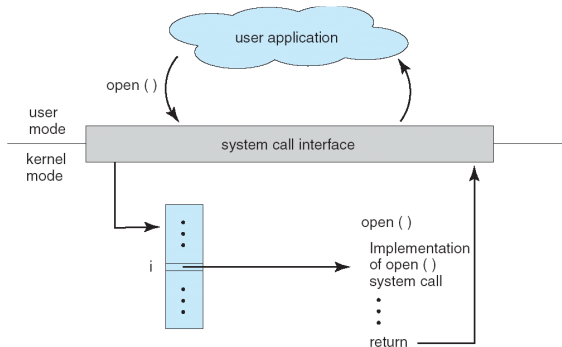 user application
open ( )
user
mode
system call interface
kernel
mode
i
open ( )
Implementation
of open ( )
system call
return